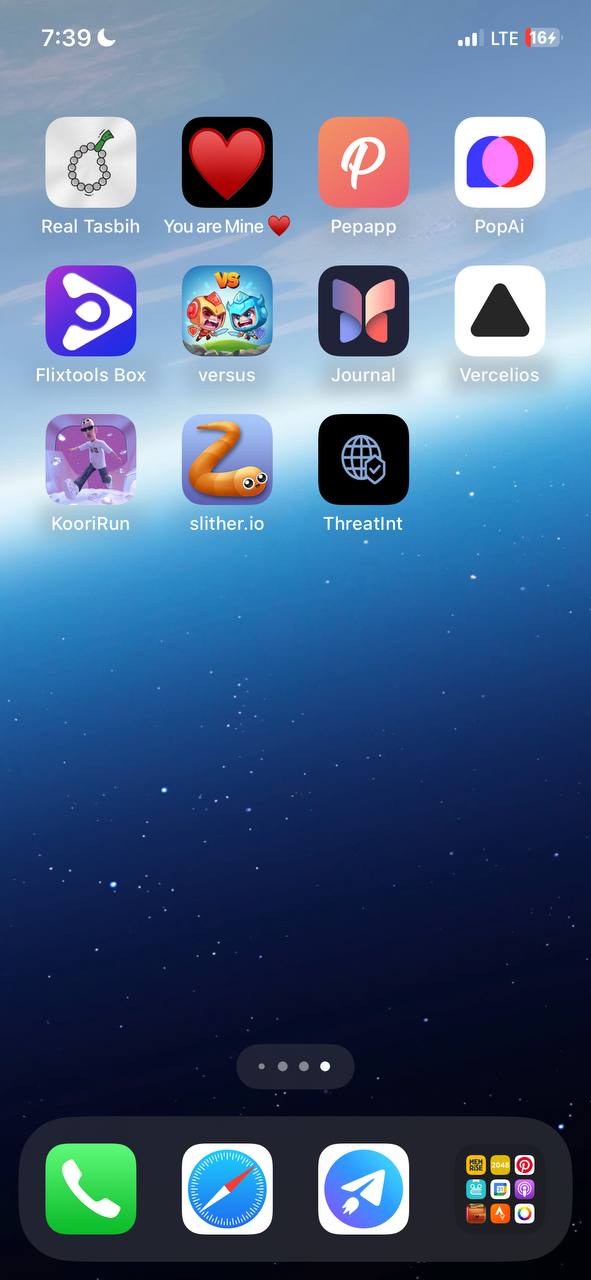 7:39 LTE 16
Real Tasbih You are Mine ♥️ Pepapp PopAi
VS
Flixtools Box versus Journal Vercelios
KooriRun slither.io ThreatInt
MEM
RISE 2048
31